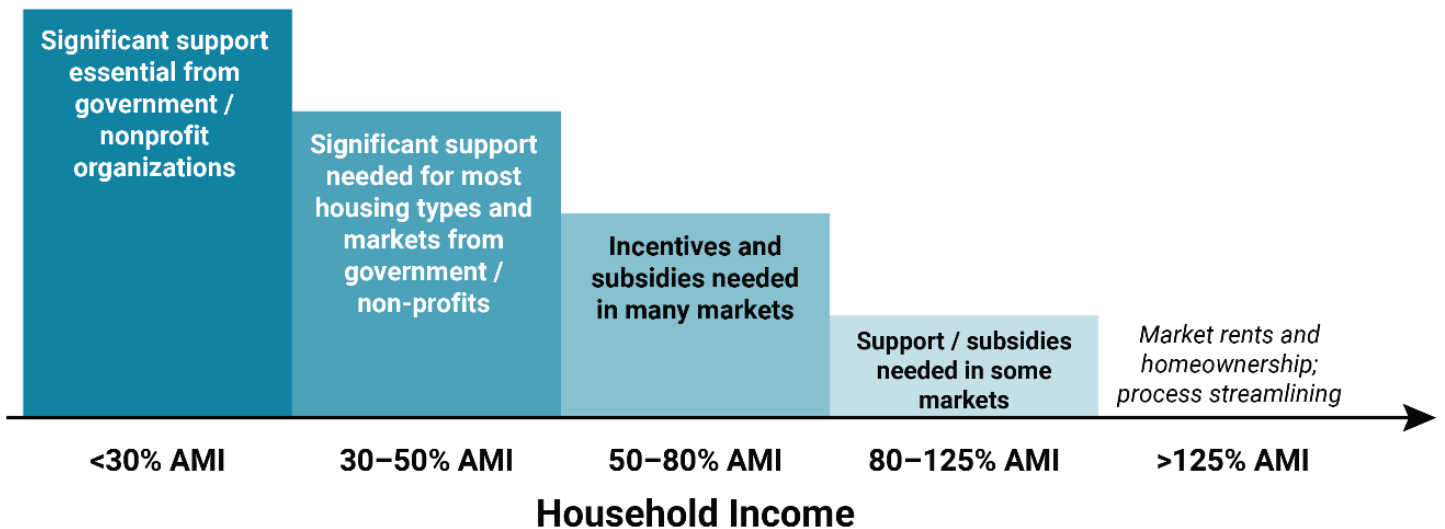 Significant support
essential from
government /
nonprofit
organizations
Significant support
needed for most
housing types and
markets from
government /
non-profits
Incentives and
subsidies needed
in many markets
Support / subsidies
needed in some
markets
Market rents and
homeownership;
process streamlining
<30% AMI
30–50% AMI
50–80% AMI
80–125% AMI
>125% AMI
Household Income